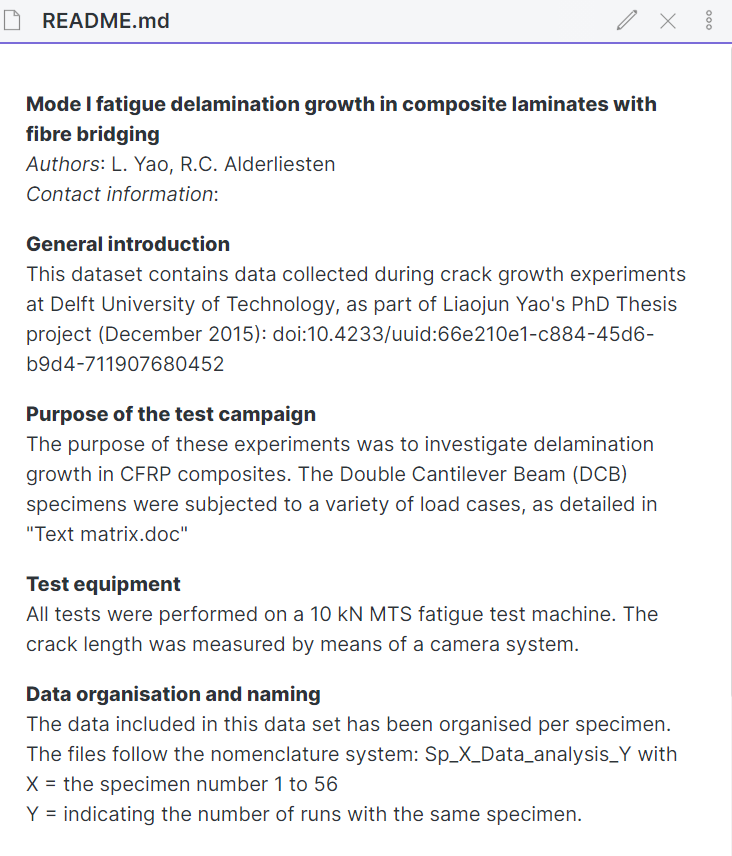 README.md
Mode I fatigue delamination growth in composite laminates with
fibre bridging
Authors: L. Yao, R.C. Alderliesten
Contact information:
General introduction
This dataset contains data collected during crack growth experiments
at Delft University of Technology, as part of Liaojun Yao's PhD Thesis
project (December 2015): doi:10.4233/uuid:66e210e1-c884-45d6-
b9d4-711907680452
Purpose of the test campaign
The purpose of these experiments was to investigate delamination
growth in CFRP composites. The Double Cantilever Beam (DCB)
specimens were subjected to a variety of load cases, as detailed in
"Text matrix.doc"
Test equipment
All tests were performed on a 10 kN MTS fatigue test machine. The
crack length was measured by means of a camera system.
Data organisation and naming
The data included in this data set has been organised per specimen.
The files follow the nomenclature system: Sp_X_Data_analysis_Y with
X = the specimen number 1 to 56
Y = indicating the number of runs with the same specimen.